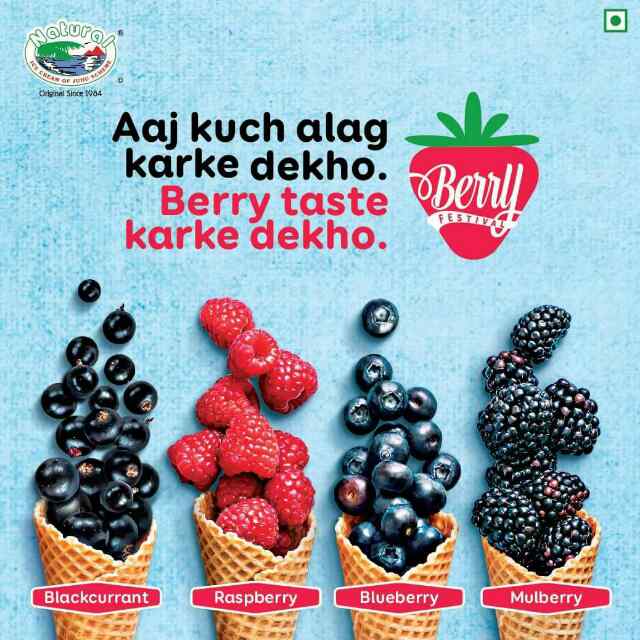 Natural
ICE CREAM OF JUHU SCHEME
®
Original Since 1984
Aaj kuch alag
karke dekho.
Berry taste
karke dekho.
Berry
FESTIVAL
Blackcurrant
Raspberry
Blueberry
Mulberry